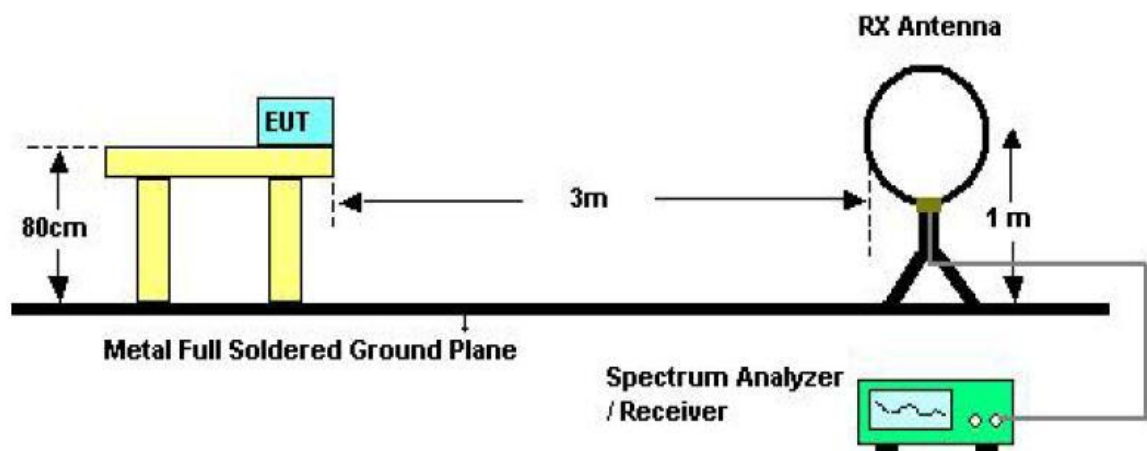 RX Antenna
EUT
80cm
3m
1 m
Metal Full Soldered Ground Plane
Spectrum Analyzer
/ Receiver